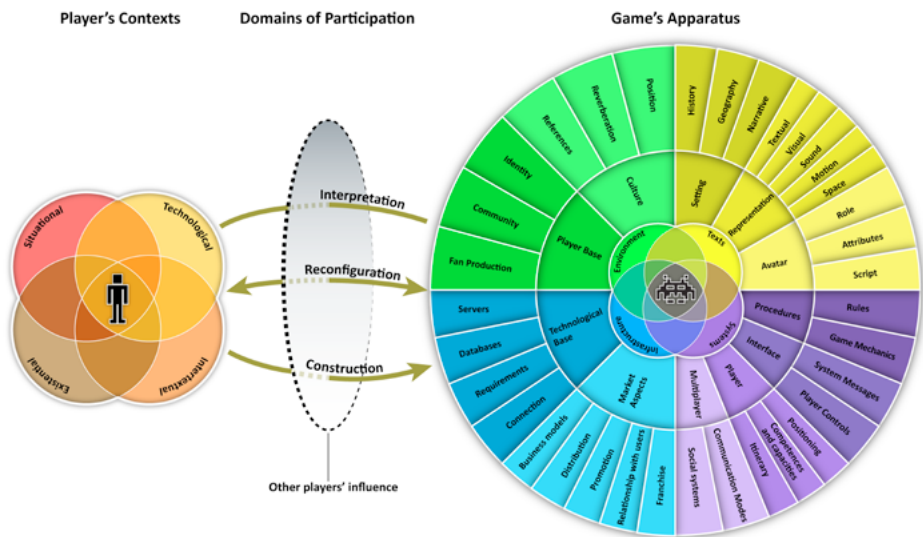 Player's Contexts
Domains of Participation
Game's Apparatus
Situational
Technological
Existential
Intertextual
Interpretation
Reconfiguration
Construction
Other players' influence
Environment
Texts
Infrastructure
Systems
Culture
Player Base
Setting
Representation
Avatar
Technological
Base
Market
Aspects
Procedures
Interface
Player
Multiplayer
Fan Production
Community
Identity
References
Reverberation
Position
History
Geography
Narrative
Textual
Visual
Sound
Motion
Space
Role
Attributes
Script
Rules
Game Mechanics
System Messages
Player Controls
Positioning
Competences
and capacities
Itinerary
Communication Modes
Social systems
Franchise
Relationship with users
Promotion
Distribution
Business models
Connection
Requirements
Databases
Servers